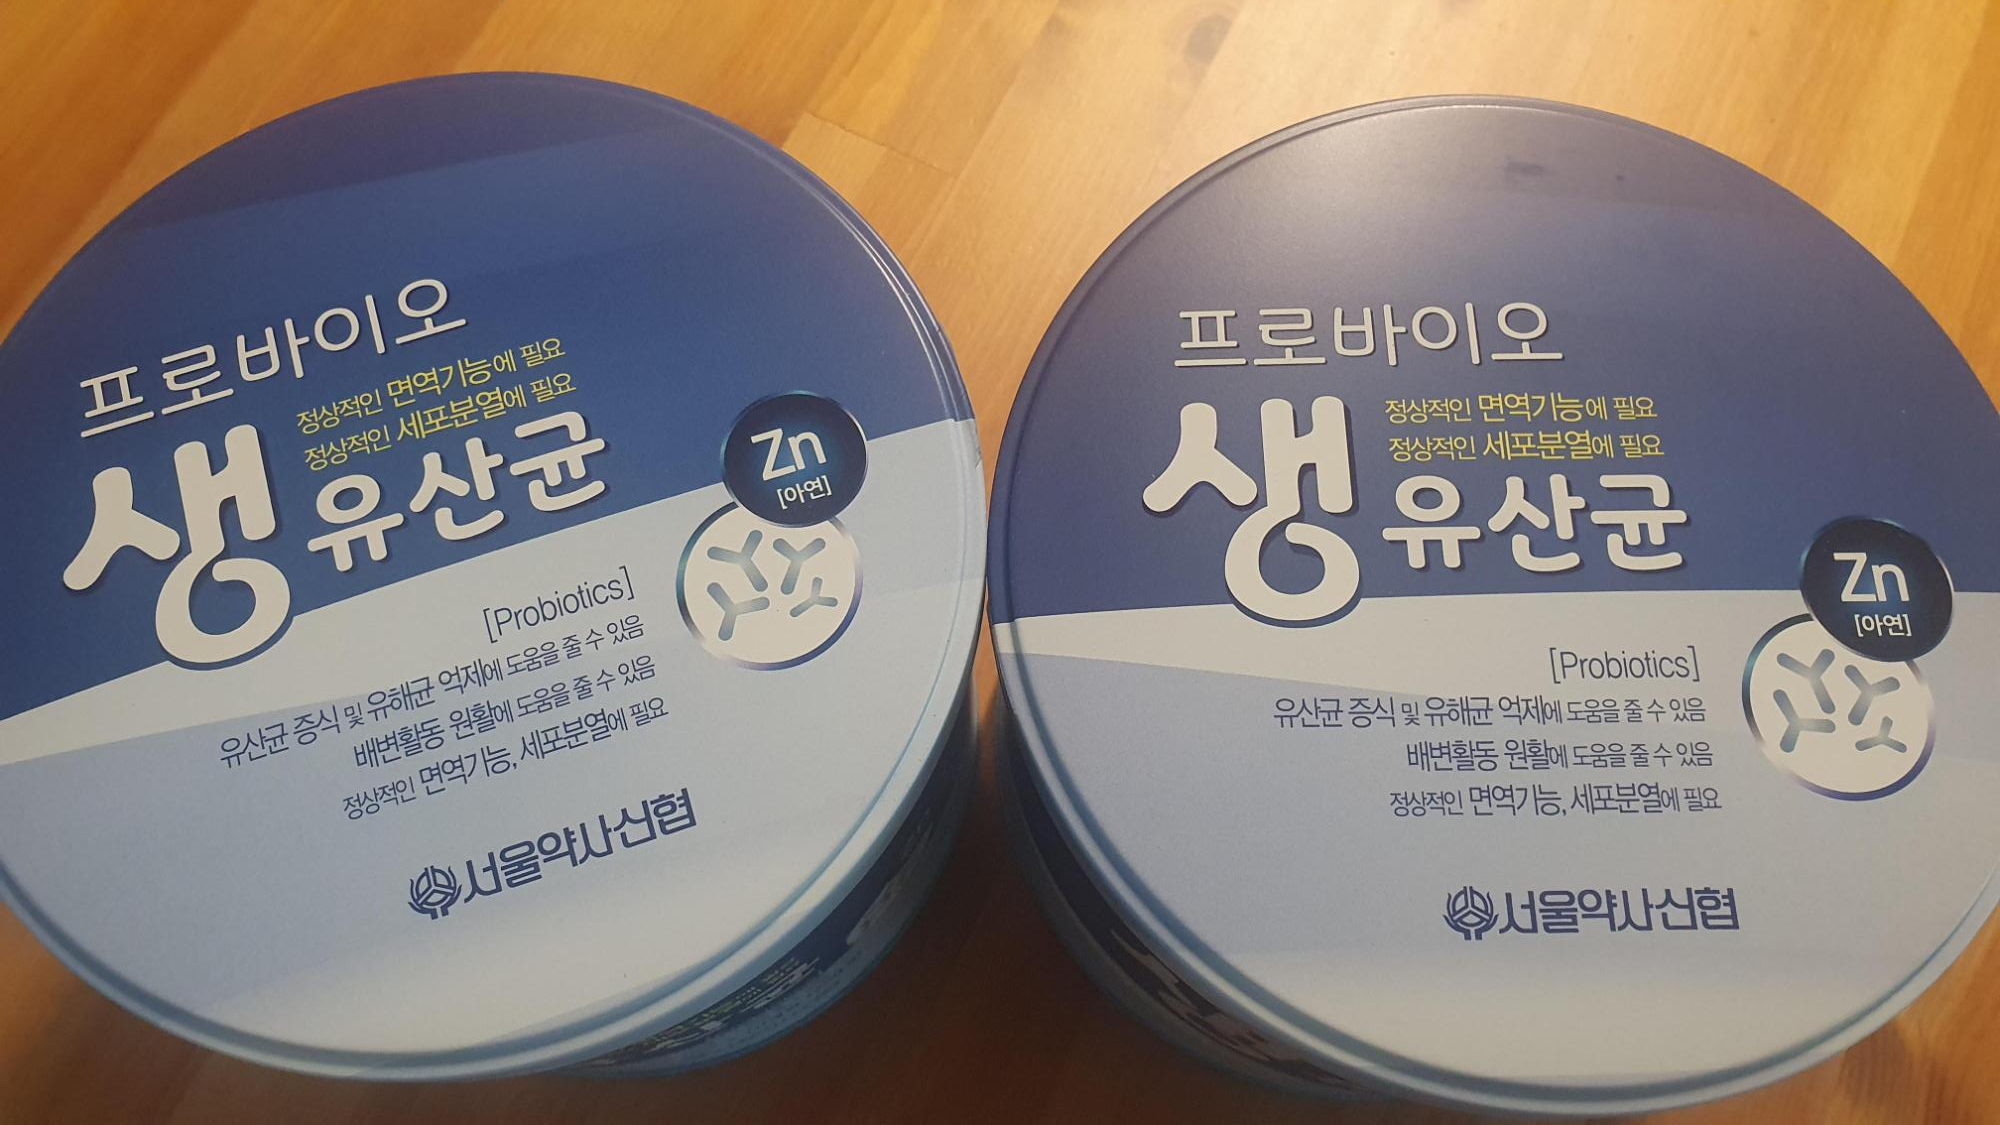 프로바이오
정상적인 면역기능에 필요
정상적인 세포분열에 필요
생유산균
Zn
[아연]
[Probiotics]
유산균 증식 및 유해균 억제에 도움을 줄 수 있음
배변활동 원활에 도움을 줄 수 있음
정상적인 면역기능, 세포분열에 필요
서울약사신협
프로바이오
정상적인 면역기능에 필요
정상적인 세포분열에 필요
생유산균
Zn
[아연]
[Probiotics]
유산균 증식 및 유해균 억제에 도움을 줄 수 있음
배변활동 원활에 도움을 줄 수 있음
정상적인 면역기능, 세포분열에 필요
서울약사신협